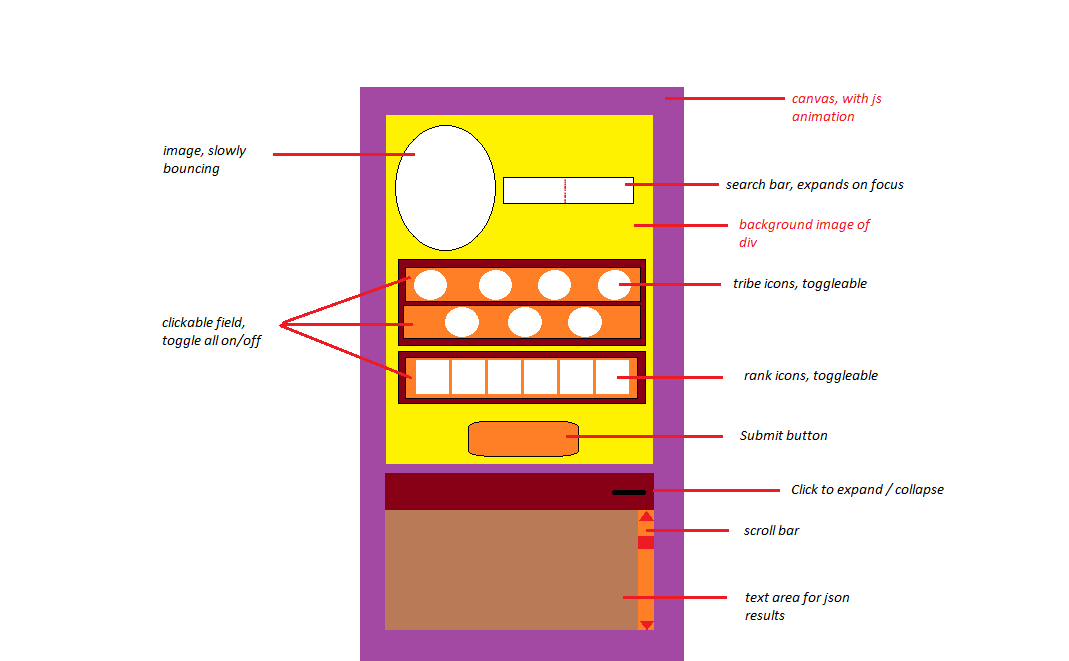 canvas, with js
animation
image, slowly
bouncing
search bar, expands on focus
background image of
div
tribe icons, toggleable
clickable field,
toggle all on/off
rank icons, toggleable
Submit button
Click to expand / collapse
scroll bar
text area for json
results